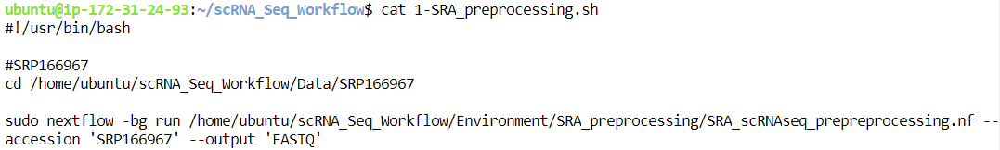 ubuntu@ip-172-31-24-93:~/scRNA_Seq_Workflow$ cat 1-SRA_preprocessing.sh
#!/usr/bin/bash
#SRP166967
cd /home/ubuntu/scRNA_Seq_Workflow/Data/SRP166967
sudo nextflow -bg run /home/ubuntu/scRNA_Seq_Workflow/Environment/SRA_preprocessing/SRA_scRNAseq_prepreprocessing.nf --
accession 'SRP166967' --output 'FASTQ'